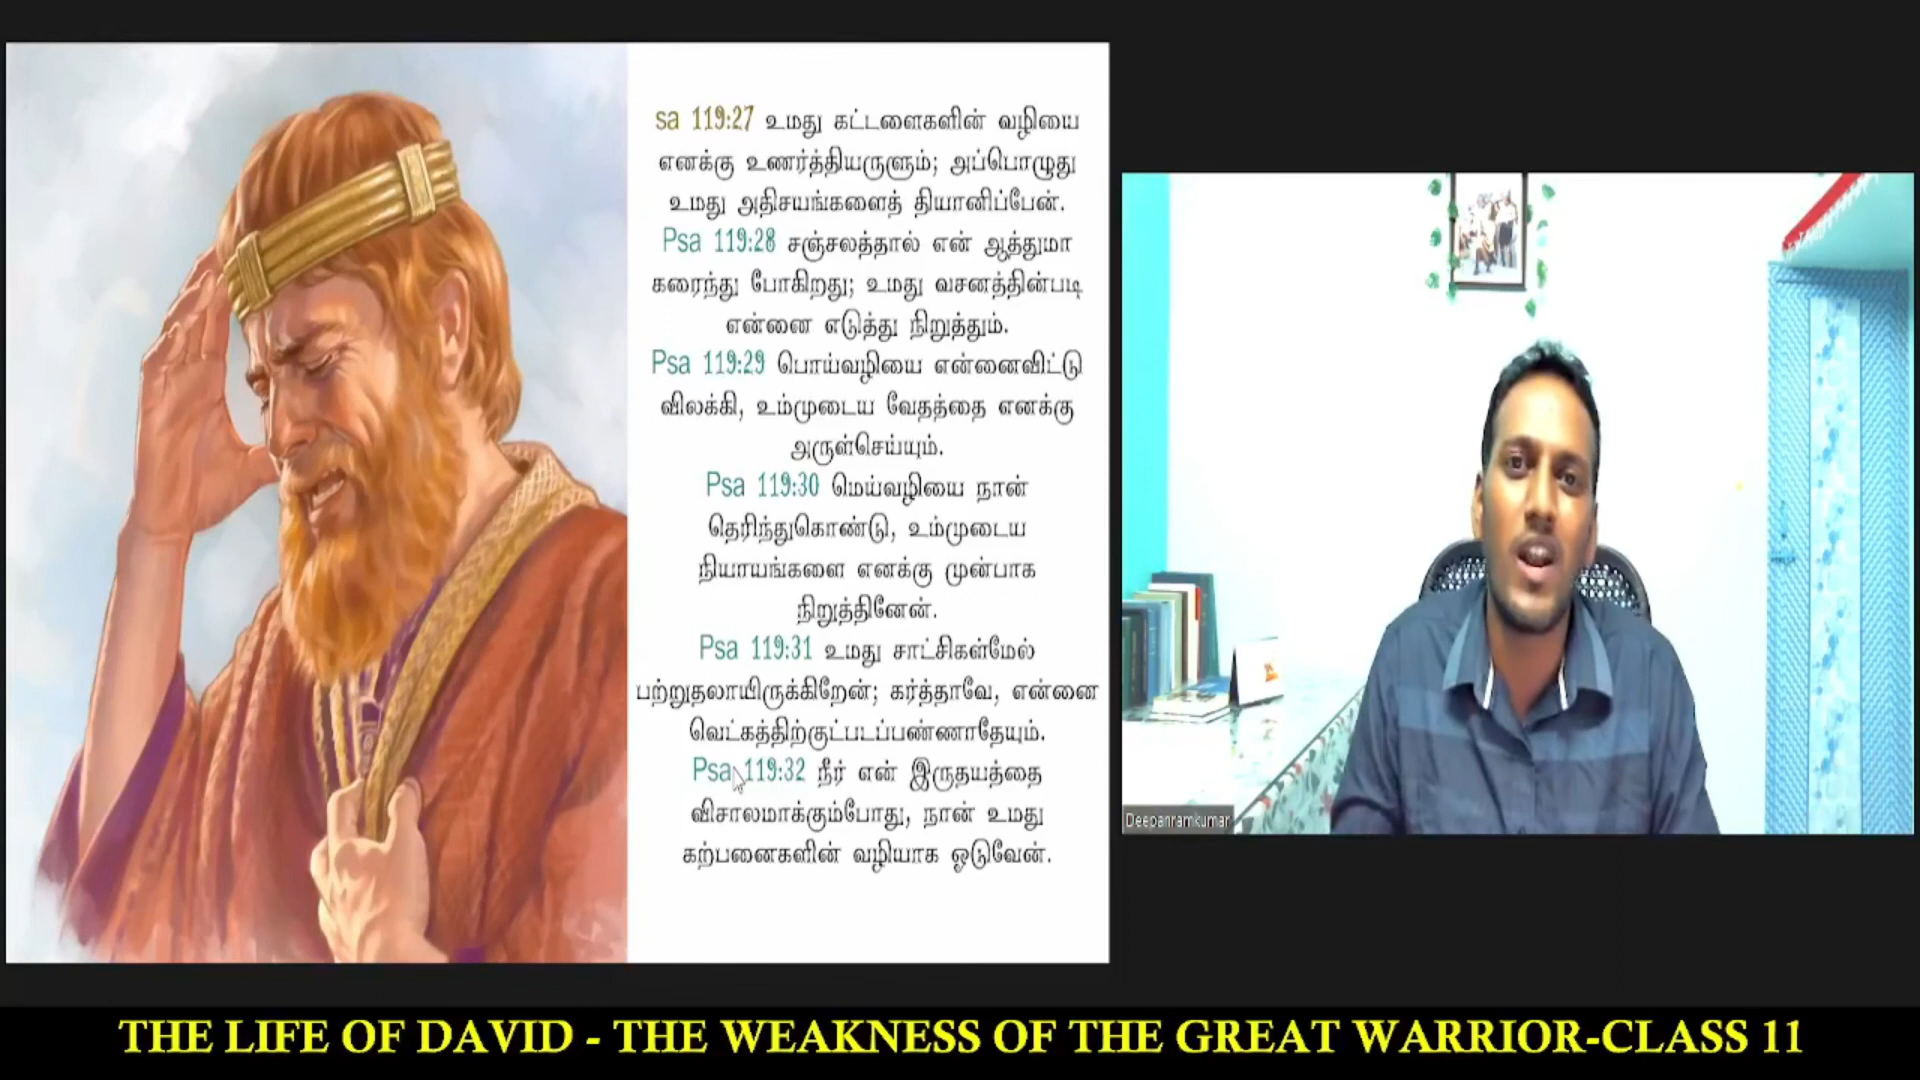 sa 119:27 உமது கட்டளைகளின் வழியை
எனக்கு உணர்த்தியருளும்; அப்பொழுது
உமது அதிசயங்களைத் தியானிப்பேன்.
Psa 119:28 சஞ்சலத்தால் என் ஆத்துமா
கரைந்து போகிறது; உமது வசனத்தின்படி
என்னை எடுத்து நிறுத்தும்.
Psa 119:29 பொய்வழியை என்னைவிட்டு
விலக்கி, உம்முடைய வேதத்தை எனக்கு
அருள்செய்யும்.
Psa 119:30 மெய்வழியை நான்
தெரிந்துகொண்டு, உம்முடைய
நியாயங்களை எனக்கு முன்பாக
நிறுத்தினேன்.
Psa 119:31 உமது சாட்சிகள்மேல்
பற்றுதலாயிருக்கிறேன்; கர்த்தாவே, என்னை
வெட்கத்திற்குட்படப்பண்ணாதேயும்.
Psa 119:32 நீர் என் இருதயத்தை
விசாலமாக்கும்போது, நான் உமது
கற்பனைகளின் வழியாக ஓடுவேன்.
Deepanramkumar
THE LIFE OF DAVID - THE WEAKNESS OF THE GREAT WARRIOR-CLASS 11